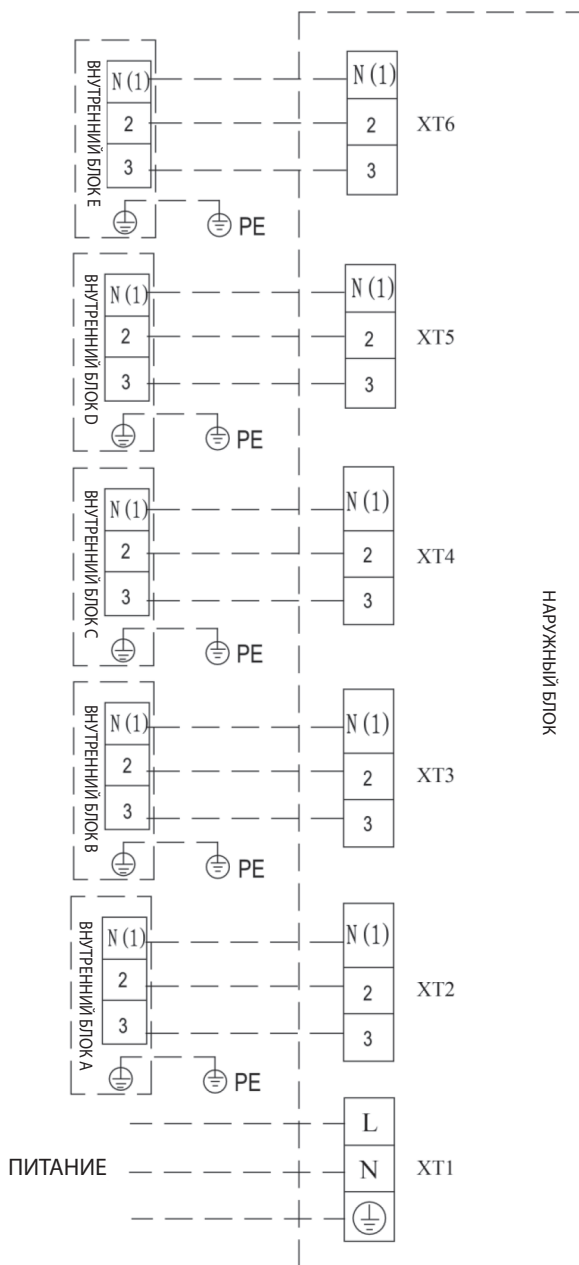 ВНУТРЕННИЙ БЛОК E
N (1)
2
3
PE
N (1)
2
3
XT6
ВНУТРЕННИЙ БЛОК D
N (1)
2
3
PE
N (1)
2
3
XT5
ВНУТРЕННИЙ БЛОК C
N (1)
2
3
PE
N (1)
2
3
XT4
НАРУЖНЫЙ БЛОК
ВНУТРЕННИЙ БЛОК B
N (1)
2
3
PE
N (1)
2
3
XT3
ВНУТРЕННИЙ БЛОК A
N (1)
2
3
PE
N (1)
2
3
XT2
ПИТАНИЕ
L
N
XT1